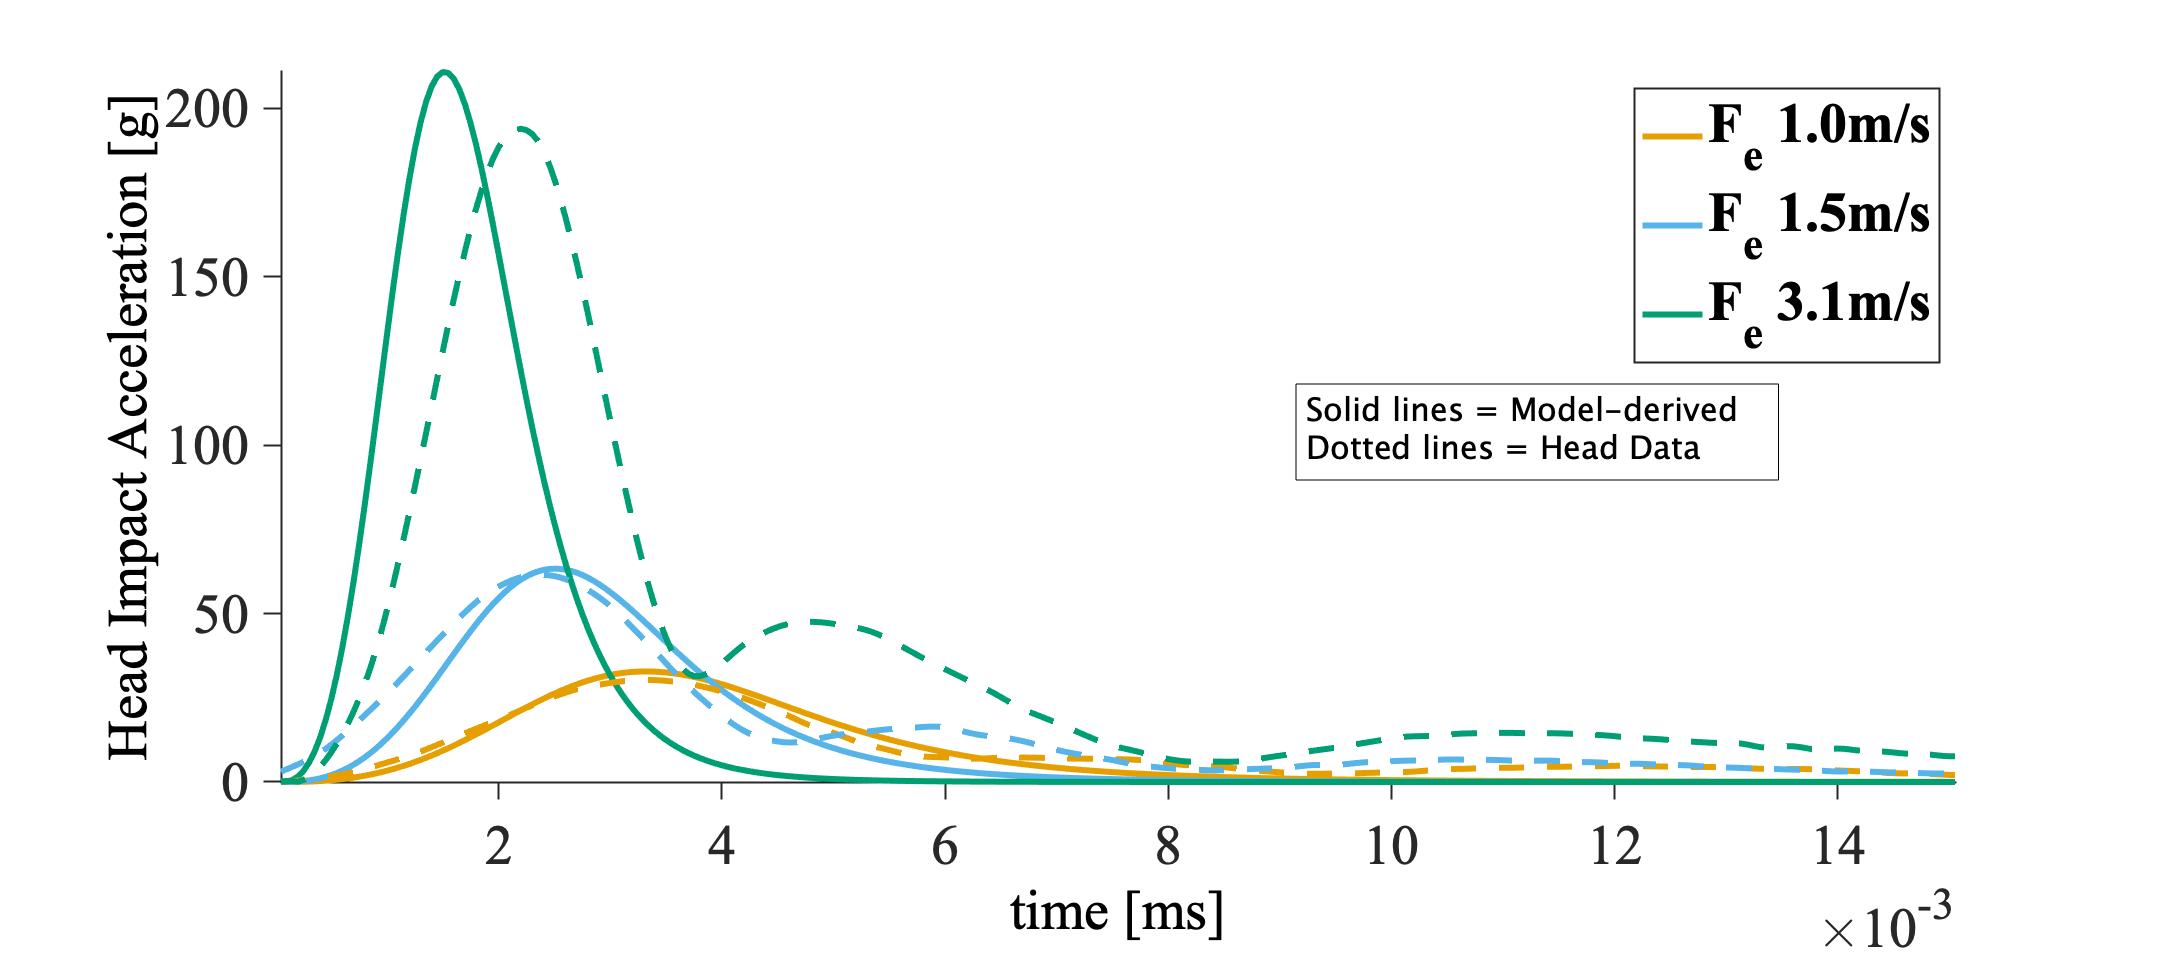 Head Impact Acceleration [g]
200
150
100
50
0
2 4 6 8 10 12 14
time [ms]
×10-3
Fe 1.0m/s
Fe 1.5m/s
Fe 3.1m/s
Solid lines = Model-derived
Dotted lines = Head Data